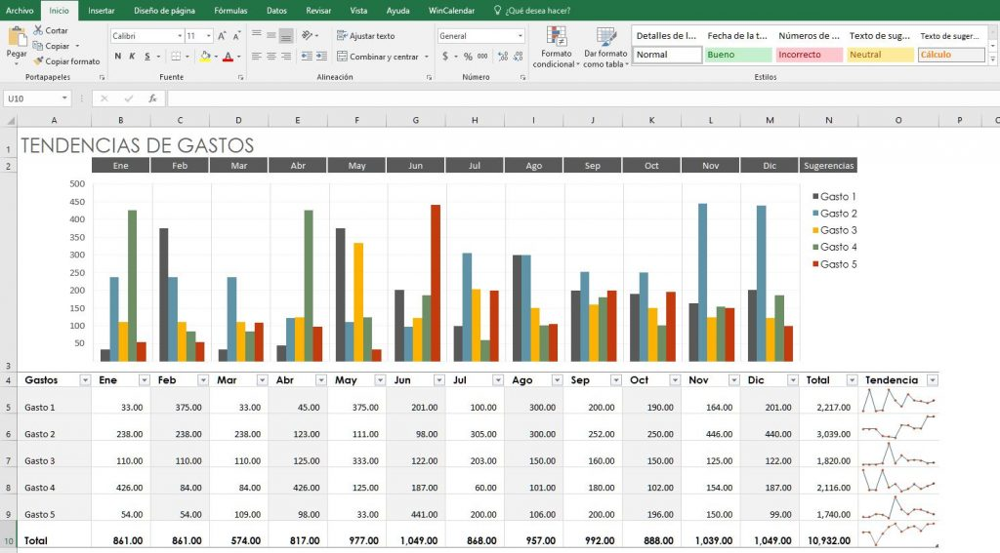 Archivo Inicio Insertar Diseño de página Fórmulas Datos Revisar Vista Ayuda WinCalendar ¿Qué desea hacer?
Pegar
Cortar
Copiar
Copiar formato
Portapapeles
Calibri 11
N K S
Fuente
Ajustar texto
Combinar y centrar
Alineación
General
$ % 000
Número
Formato condicional
Dar formato como tabla
Detalles de l... Fecha de la t... Números de ... Texto de sug... Texto de suger...
Normal Bueno Incorrecto Neutral Cálculo
Estilos
U10 fx
A B C D E F G H I J K L M N O P
1 TENDENCIAS DE GASTOS
2 Ene Feb Mar Abr May Jun Jul Ago Sep Oct Nov Dic Sugerencias
500
450
400
350
300
250
200
150
100
50
Gasto 1
Gasto 2
Gasto 3
Gasto 4
Gasto 5
3
4 Gastos Ene Feb Mar Abr May Jun Jul Ago Sep Oct Nov Dic Total Tendencia
5 Gasto 1 33.00 375.00 33.00 45.00 375.00 201.00 100.00 300.00 200.00 190.00 164.00 201.00 2,217.00
6 Gasto 2 238.00 238.00 238.00 123.00 111.00 98.00 305.00 300.00 252.00 250.00 446.00 440.00 3,039.00
7 Gasto 3 110.00 110.00 110.00 125.00 333.00 122.00 203.00 150.00 160.00 150.00 125.00 122.00 1,820.00
8 Gasto 4 426.00 84.00 84.00 426.00 125.00 187.00 60.00 101.00 180.00 102.00 154.00 187.00 2,116.00
9 Gasto 5 54.00 54.00 109.00 98.00 33.00 441.00 200.00 106.00 200.00 196.00 150.00 99.00 1,740.00
10 Total 861.00 861.00 574.00 817.00 977.00 1,049.00 868.00 957.00 992.00 888.00 1,039.00 1,049.00 10,932.00